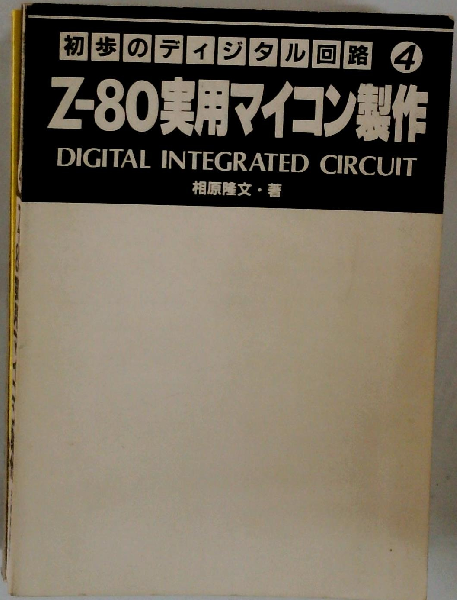 初歩のディジタル回路 4
Z-80実用マイコン製作
DIGITAL INTEGRATED CIRCUIT
相原隆文・著